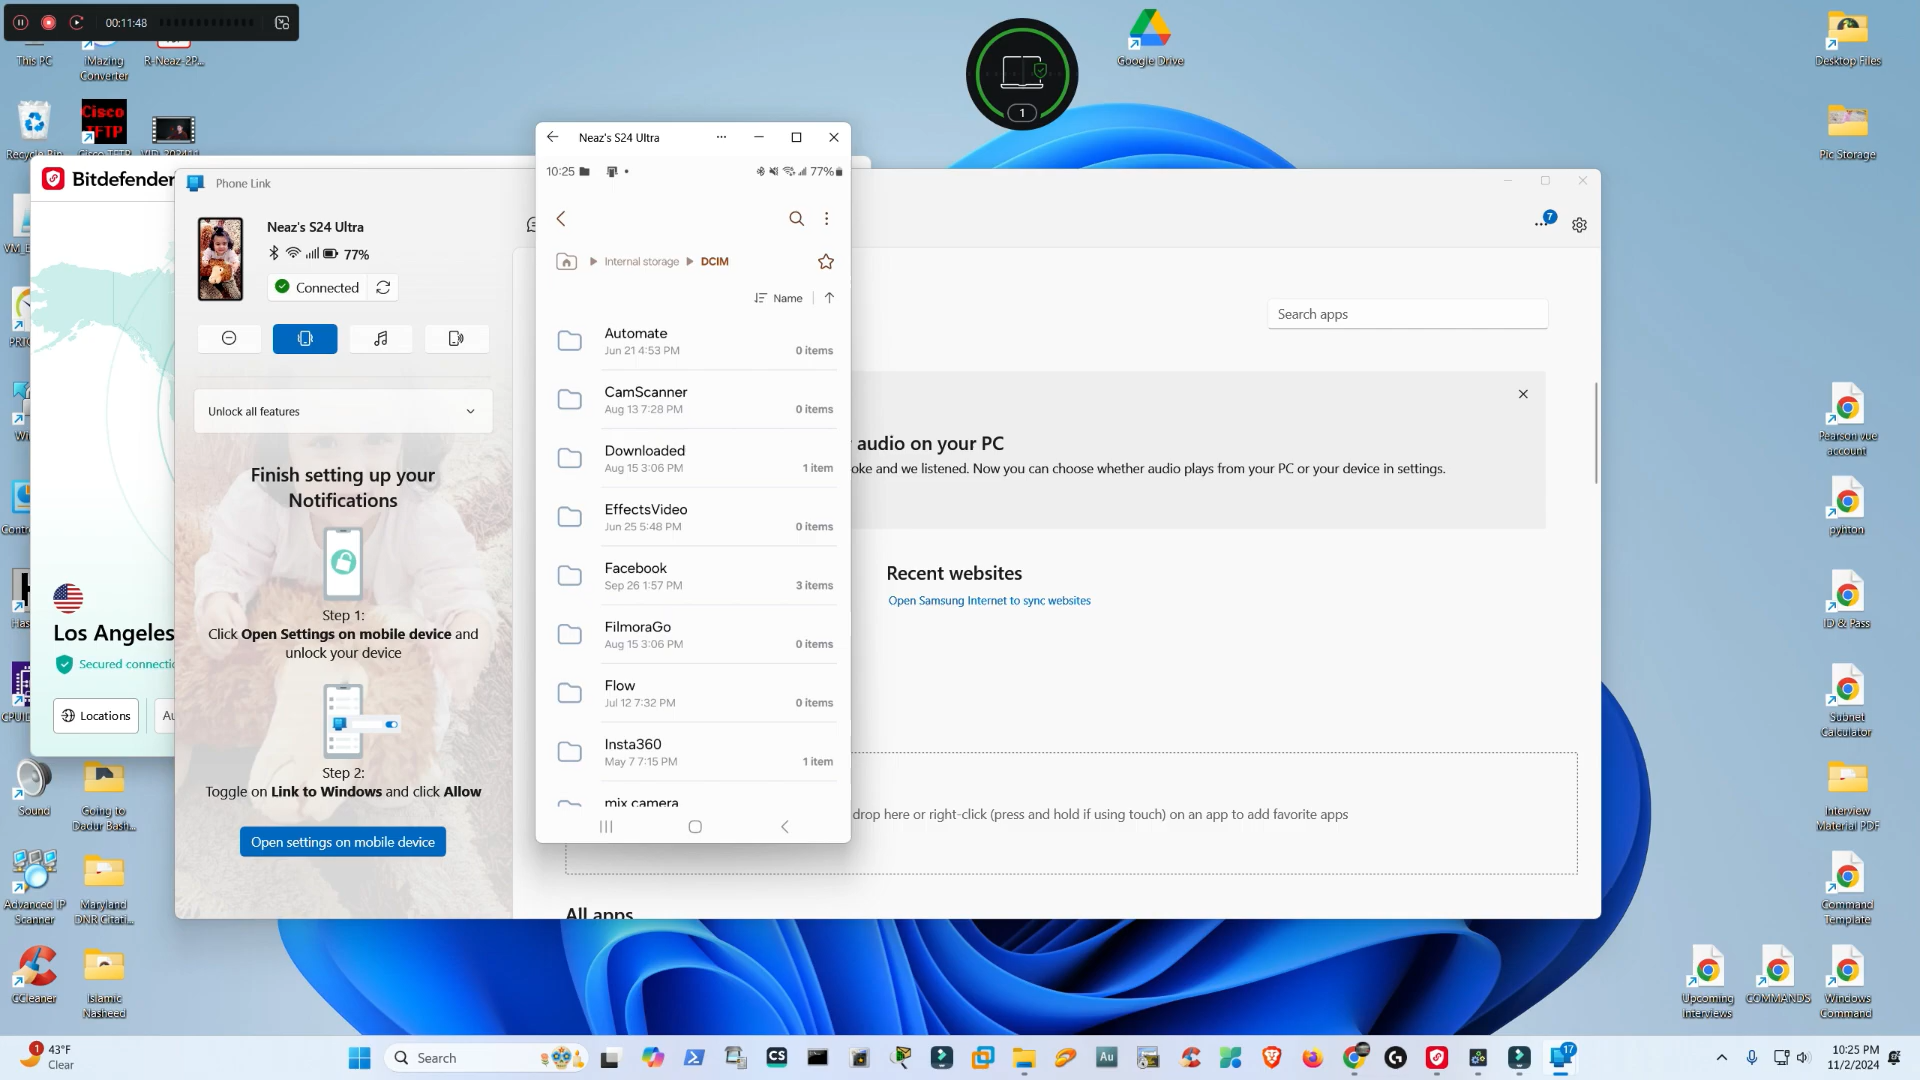 00:11:48
This PC
iMazing
Converter
R-Neaz-2P...
Google Drive
1
Desktop Files
Cisco
TFTP
Recycle Bin
Pic Storage
Bitdefender
Phone Link
Neaz's S24 Ultra
10:25
77%
Neaz's S24 Ultra
77%
Connected
7
Internal storage
DCIM
Name
Search apps
Automate
Jun 21 4:53 PM
0 items
CamScanner
Aug 13 7:28 PM
0 items
Downloaded
Aug 15 3:06 PM
1 item
EffectsVideo
Jun 25 5:48 PM
0 items
Facebook
Sep 26 1:57 PM
3 items
FilmoraGo
Aug 15 3:06 PM
0 items
Flow
Jul 12 7:32 PM
0 items
Insta360
May 7 7:15 PM
1 item
mix camera
Unlock all features
Finish setting up your
Notifications
Step 1:
Click Open Settings on mobile device and
unlock your device
Step 2:
Toggle on Link to Windows and click Allow
Open settings on mobile device
audio on your PC
oke and we listened. Now you can choose whether audio plays from your PC or your device in settings.
Recent websites
Open Samsung Internet to sync websites
drop here or right-click (press and hold if using touch) on an app to add favorite apps
All apps
Los Angeles
Secured connectio
Locations
Au
Sound
Going to
Dadur Bash...
Advanced IP
Scanner
Maryland
DNR Citati...
CCleaner
Islamic
Nasheed
Pearson vue
account
pyhton
ID & Pass
Subnet
Calculator
Interview
Material PDF
Command
Template
Upcoming
Interviews
COMMANDS
Windows
Command
1
43°F
Clear
Search
CS
Au
17
10:25 PM
11/2/2024